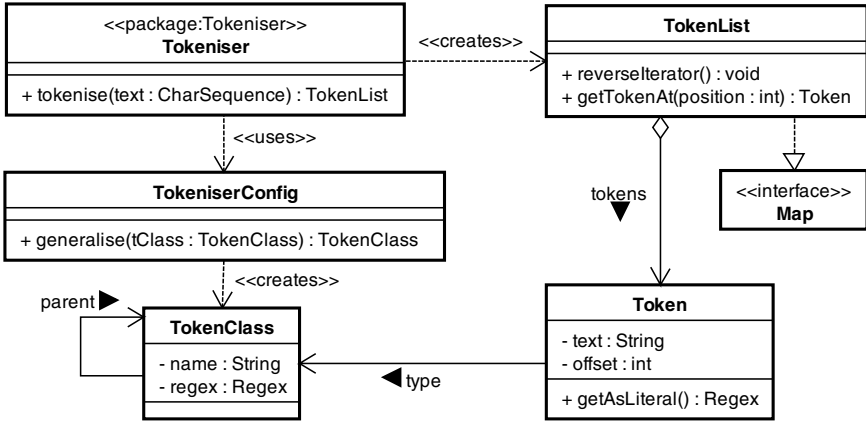 <<package:Tokeniser>>
Tokeniser
+ tokenise(text : CharSequence) : TokenList
<<creates>>
TokenList
+ reverseIterator() : void
+ getTokenAt(position : int) : Token
<<uses>>
TokeniserConfig
+ generalise(tClass : TokenClass) : TokenClass
tokens
<<interface>>
Map
<<creates>>
parent
TokenClass
- name : String
- regex : Regex
type
Token
- text : String
- offset : int
+ getAsLiteral() : Regex